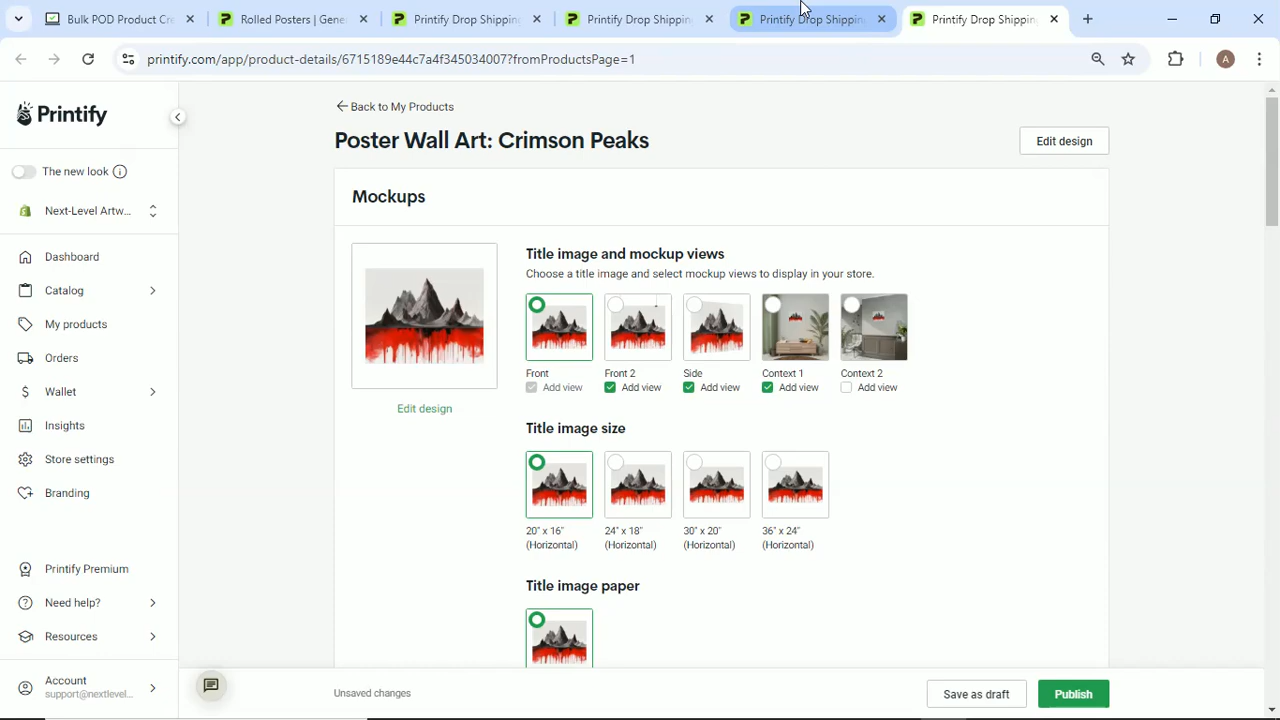 Bulk POD Product Cr
Rolled Posters | Gene
Printify Drop Shippin
Printify Drop Shippin
Printify Drop Shippin
Printify Drop Shippin
printify.com/app/product-details/6715189e44c7a4f345034007?fromProductsPage=1
A
Printify
The new look
Next-Level Artw...
Dashboard
Catalog
My products
Orders
Wallet
Insights
Store settings
Branding
Printify Premium
Need help?
Resources
Account
support@nextlevel...
Back to My Products
Poster Wall Art: Crimson Peaks
Edit design
Mockups
Edit design
Title image and mockup views
Choose a title image and select mockup views to display in your store.
Front
Add view
Front 2
Add view
Side
Add view
Context 1
Add view
Context 2
Add view
Title image size
20" x 16"
(Horizontal)
24" x 18"
(Horizontal)
30" x 20"
(Horizontal)
36" x 24"
(Horizontal)
Title image paper
Unsaved changes
Save as draft
Publish